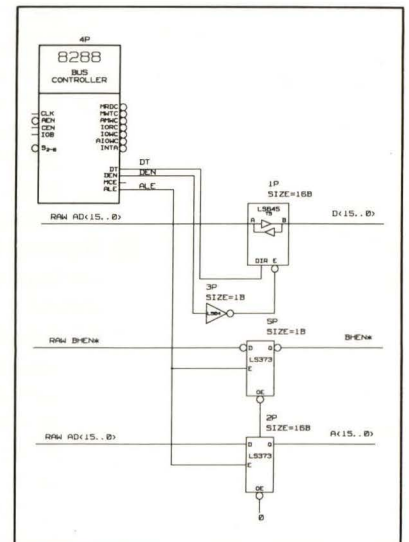 4P
8288
BUS
CONTROLLER
CLK
AEN
CEN
IOB
S2-0
MRDC
MWTC
AMWC
IORC
IOWC
AIOWC
INTA
DT
DEN
MCE
ALE
DT
DEN
ALE
1P
SIZE=16B
LS645
TS
A
B
DIR E
RAW AD<15..0>
D<15..0>
3P
SIZE=1B
LS04
5P
SIZE=1B
RAW BHEN*
BHEN*
D
Q
LS373
E
OE
2P
SIZE=16B
RAW AD<15..0>
A<15..0>
D
Q
LS373
E
OE
0